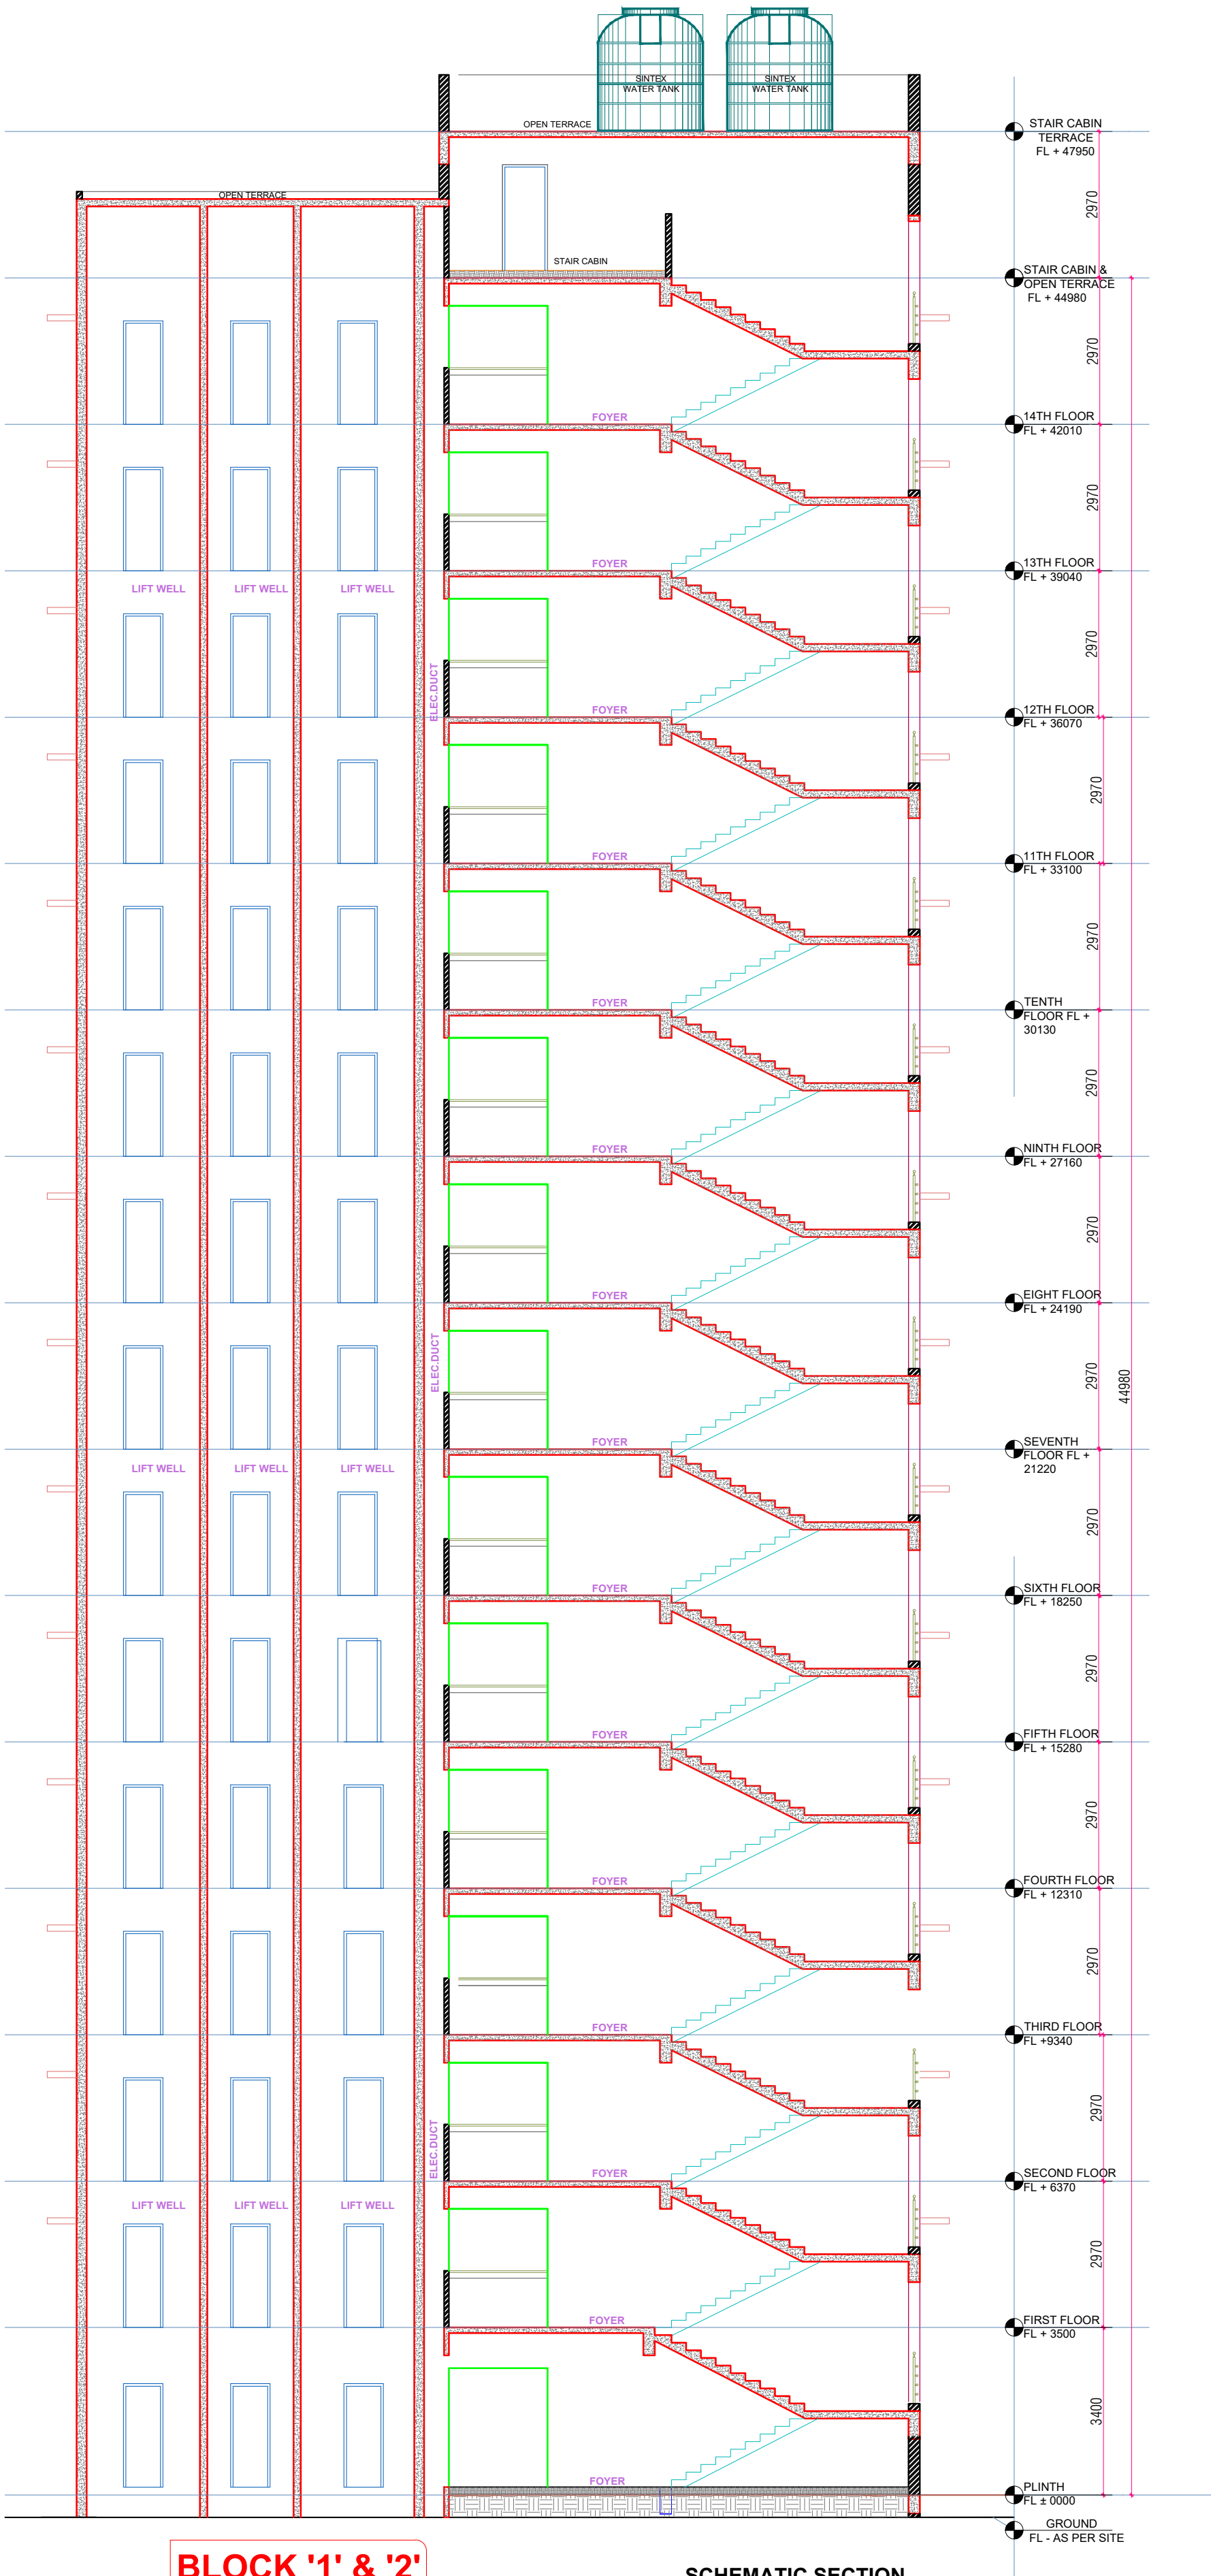 SINTEX
WATER TANK
SINTEX
WATER TANK
OPEN TERRACE
STAIR CABIN
TERRACE
FL + 47950
2970
OPEN TERRACE
STAIR CABIN
STAIR CABIN &
OPEN TERRACE
FL + 44980
2970
FOYER
14TH FLOOR
FL + 42010
2970
FOYER
13TH FLOOR
FL + 39040
LIFT WELL
LIFT WELL
LIFT WELL
2970
ELEC.DUCT
FOYER
12TH FLOOR
FL + 36070
2970
FOYER
11TH FLOOR
FL + 33100
2970
FOYER
TENTH
FLOOR FL +
30130
2970
FOYER
NINTH FLOOR
FL + 27160
2970
FOYER
EIGHT FLOOR
FL + 24190
ELEC.DUCT
2970
44980
FOYER
SEVENTH
FLOOR FL +
21220
LIFT WELL
LIFT WELL
LIFT WELL
2970
FOYER
SIXTH FLOOR
FL + 18250
2970
FOYER
FIFTH FLOOR
FL + 15280
2970
FOYER
FOURTH FLOOR
FL + 12310
2970
FOYER
THIRD FLOOR
FL +9340
2970
ELEC.DUCT
FOYER
SECOND FLOOR
FL + 6370
LIFT WELL
LIFT WELL
LIFT WELL
2970
FOYER
FIRST FLOOR
FL + 3500
3400
FOYER
PLINTH
FL ± 0000
GROUND
FL - AS PER SITE
BLOCK '1' & '2'
SCHEMATIC SECTION